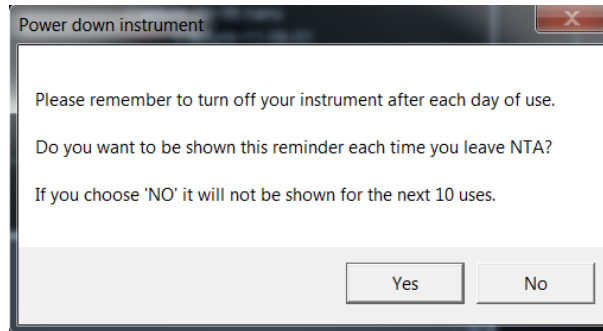 Power down instrument
Please remember to turn off your instrument after each day of use.
Do you want to be shown this reminder each time you leave NTA?
If you choose 'NO' it will not be shown for the next 10 uses.
Yes
No